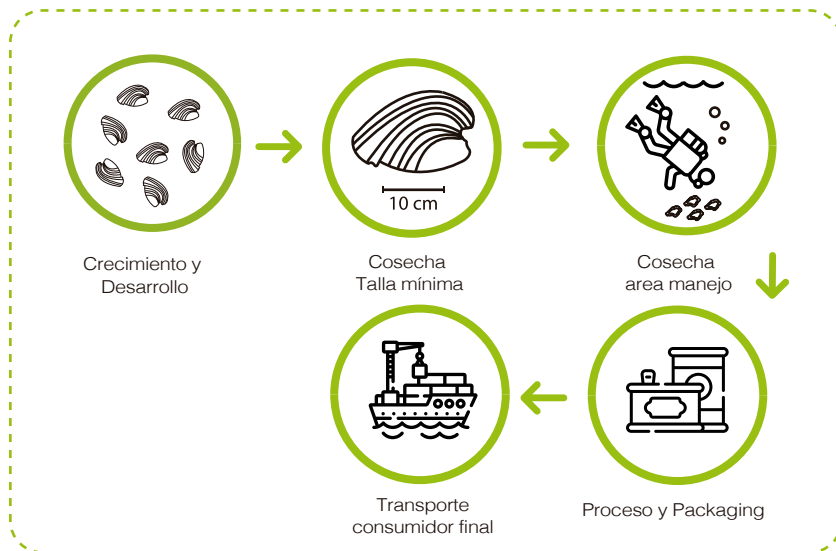 10 cm
Crecimiento y
Desarrollo
Cosecha
Talla mínima
Cosecha
area manejo
Transporte
consumidor final
Proceso y Packaging